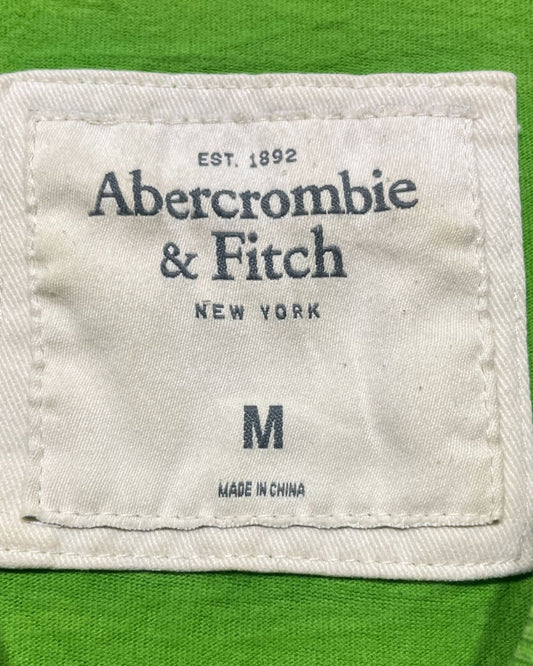 EST. 1892
Abercrombie
& Fitch
NEW YORK
M
MADE IN CHINA